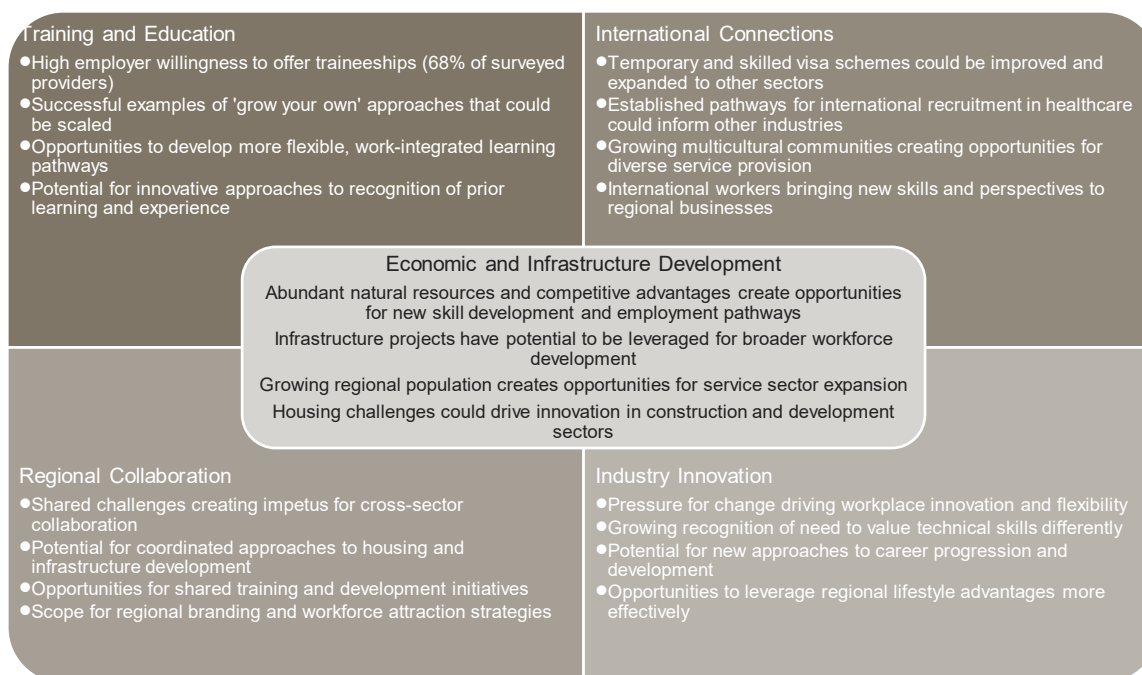 Training and Education
●High employer willingness to offer traineeships (68% of surveyed
providers)
●Successful examples of 'grow your own' approaches that could
be scaled
●Opportunities to develop more flexible, work-integrated learning
pathways
●Potential for innovative approaches to recognition of prior
learning and experience
International Connections
●Temporary and skilled visa schemes could be improved and
expanded to other sectors
●Established pathways for international recruitment in healthcare
could inform other industries
●Growing multicultural communities creating opportunities for
diverse service provision
●International workers bringing new skills and perspectives to
regional businesses
Economic and Infrastructure Development
Abundant natural resources and competitive advantages create opportunities
for new skill development and employment pathways
Infrastructure projects have potential to be leveraged for broader workforce
development
Growing regional population creates opportunities for service sector expansion
Housing challenges could drive innovation in construction and development
sectors
Regional Collaboration
●Shared challenges creating impetus for cross-sector
collaboration
●Potential for coordinated approaches to housing and
infrastructure development
●Opportunities for shared training and development initiatives
●Scope for regional branding and workforce attraction strategies
Industry Innovation
●Pressure for change driving workplace innovation and flexibility
●Growing recognition of need to value technical skills differently
●Potential for new approaches to career progression and
development
●Opportunities to leverage regional lifestyle advantages more
effectively